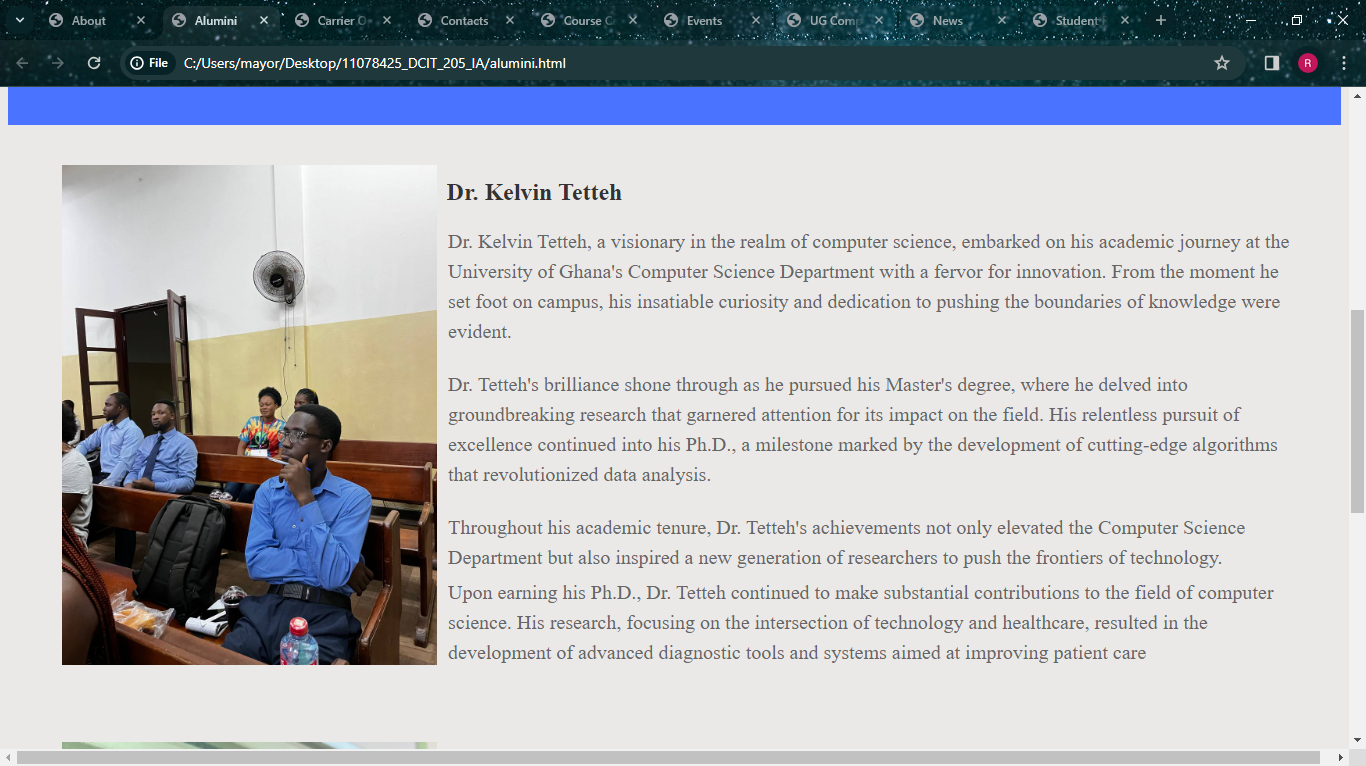 About
Alumini
Carrier O
Contacts
Course C
Events
UG Com
News
Student
File
C:/Users/mayor/Desktop/11078425_DCIT_205_IA/alumini.html
R
Dr. Kelvin Tetteh
Dr. Kelvin Tetteh, a visionary in the realm of computer science, embarked on his academic journey at the
University of Ghana's Computer Science Department with a fervor for innovation. From the moment he
set foot on campus, his insatiable curiosity and dedication to pushing the boundaries of knowledge were
evident.
Dr. Tetteh's brilliance shone through as he pursued his Master's degree, where he delved into
groundbreaking research that garnered attention for its impact on the field. His relentless pursuit of
excellence continued into his Ph.D., a milestone marked by the development of cutting-edge algorithms
that revolutionized data analysis.
Throughout his academic tenure, Dr. Tetteh's achievements not only elevated the Computer Science
Department but also inspired a new generation of researchers to push the frontiers of technology.
Upon earning his Ph.D., Dr. Tetteh continued to make substantial contributions to the field of computer
science. His research, focusing on the intersection of technology and healthcare, resulted in the
development of advanced diagnostic tools and systems aimed at improving patient care